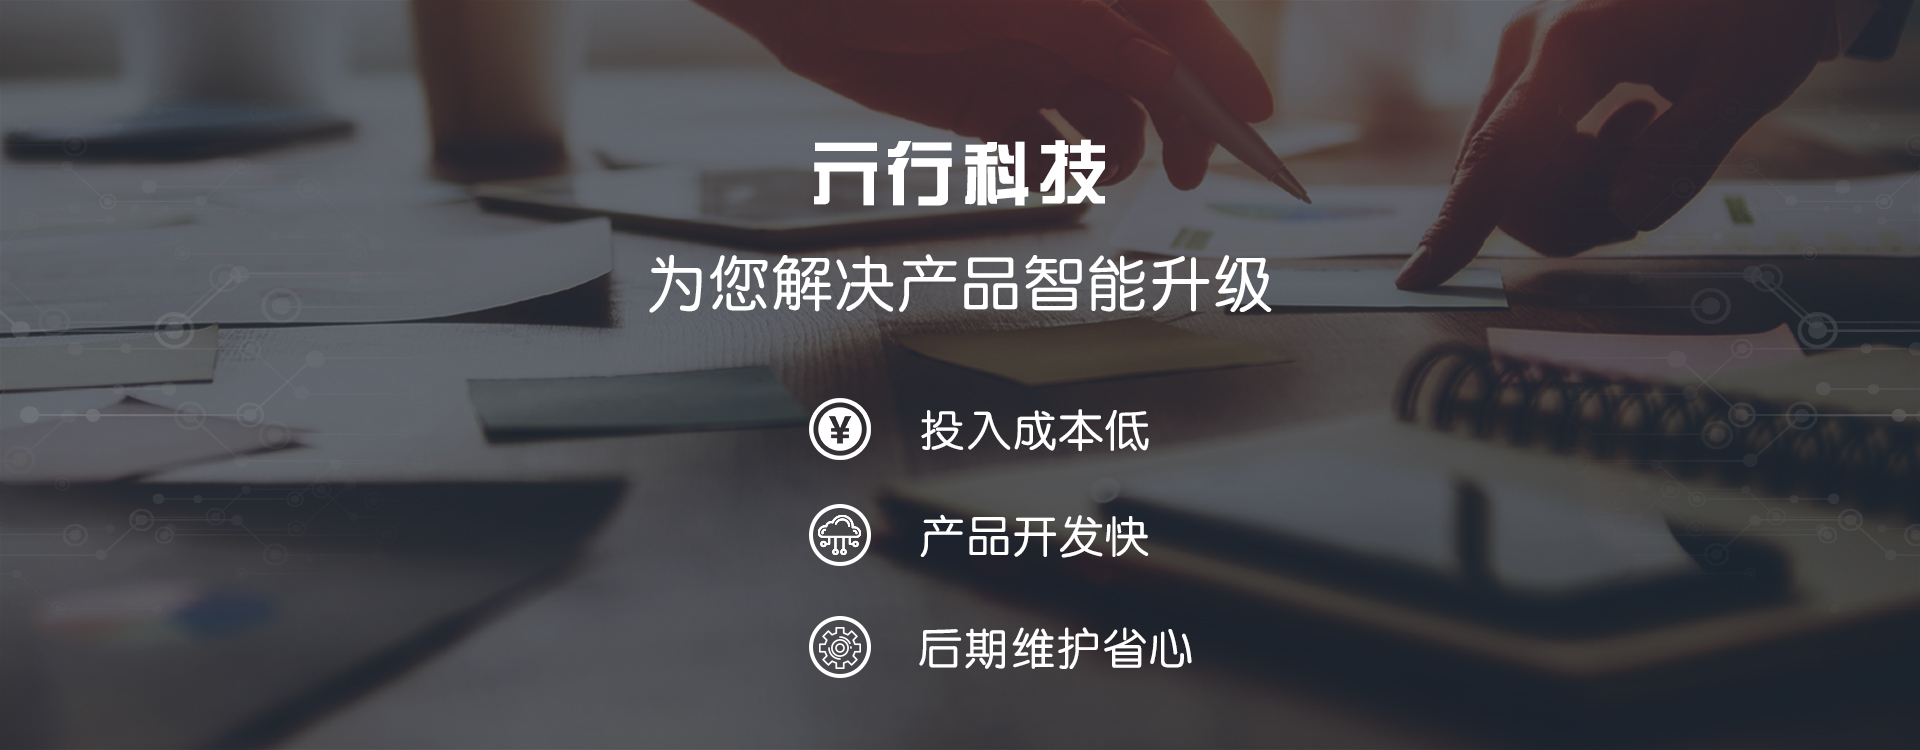 亓行科技
为您解决产品智能升级
¥
投入成本低
产品开发快
后期维护省心